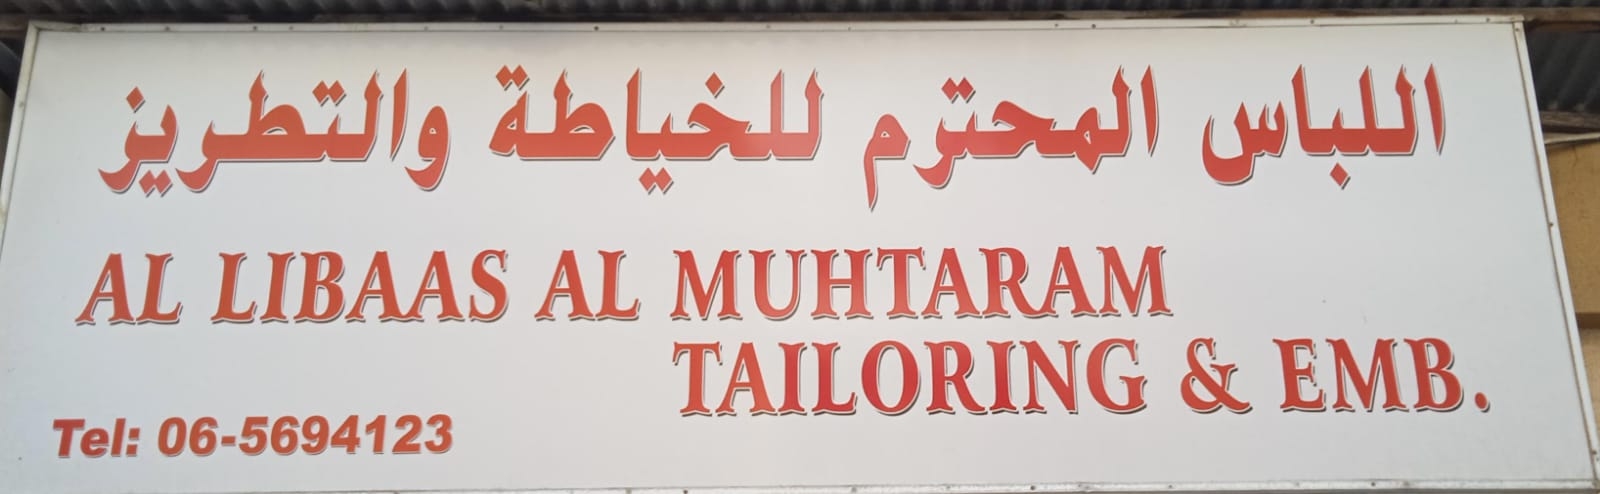 اللباس المحترم للخياطة والتطريز
AL LIBAAS AL MUHTARAM
TAILORING & EMB.
Tel: 06-5694123